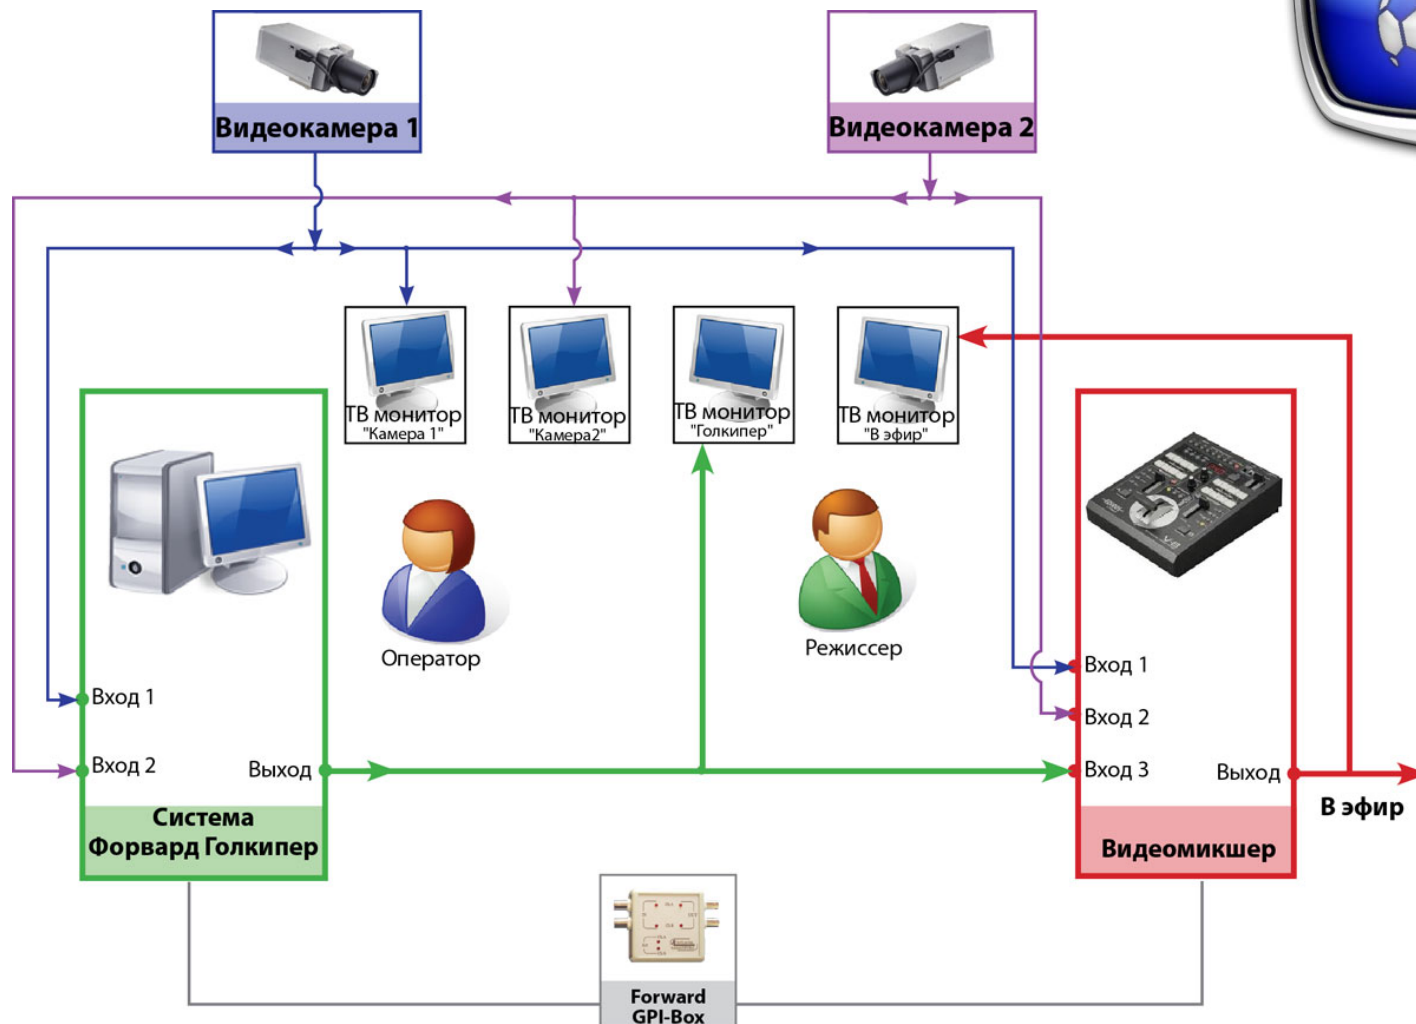 Видеокамера 1
Видеокамера 2
ТВ монитор
"Камера 1"
ТВ монитор
"Камера2"
ТВ монитор
"Голкипер"
ТВ монитор
"В эфир"
Оператор
Режиссер
Вход 1
Вход 2
Выход
Система
Форвард Голкипер
Вход 1
Вход 2
Вход 3
Выход
Видеомикшер
В эфир
Forward
GPI-Box